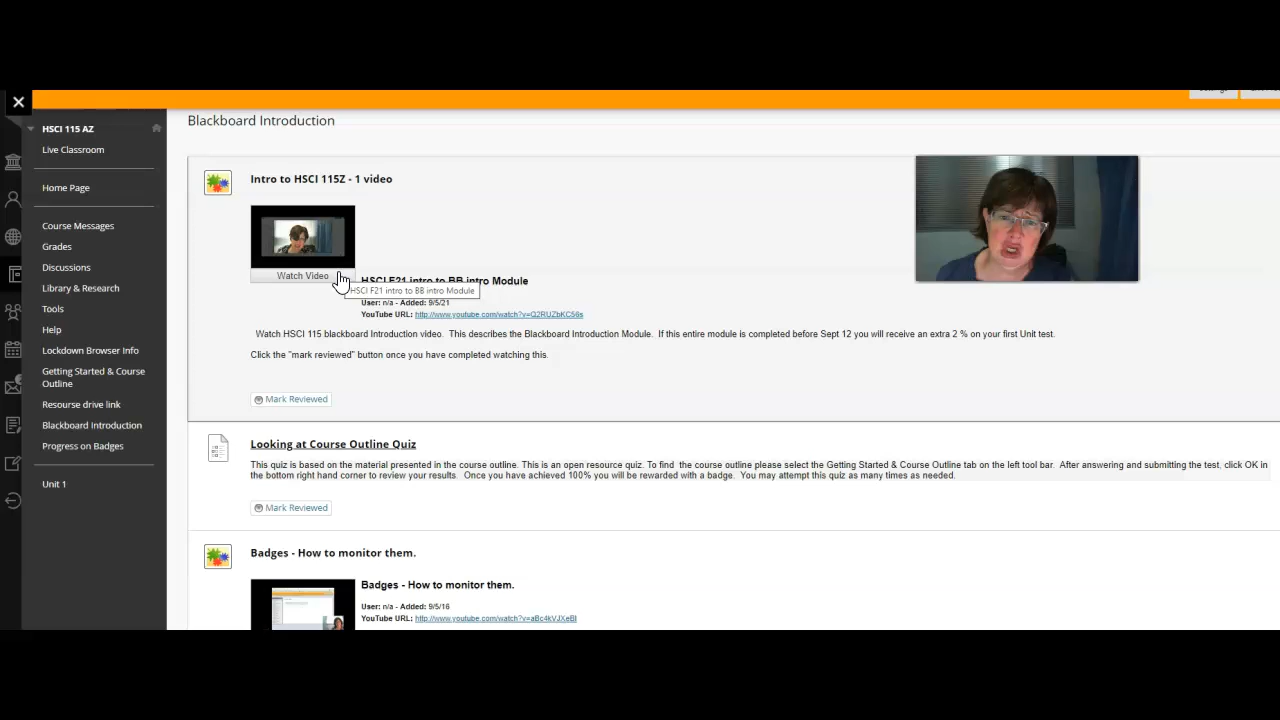 HSCI 115 AZ
Live Classroom
Home Page
Course Messages
Grades
Discussions
Library & Research
Tools
Help
Lockdown Browser Info
Getting Started & Course
Outline
Resourse drive link
Blackboard Introduction
Progress on Badges
Unit 1
Blackboard Introduction
Intro to HSCI 115Z - 1 video
Watch Video
HSCI F21 intro to BB intro Module
HSCI F21 intro to BB intro Module
User: n/a - Added: 9/5/21
YouTube URL: http://www.youtube.com/watch?v=Q2RUZbKC56s
Watch HSCI 115 blackboard Introduction video. This describes the Blackboard Introduction Module. If this entire module is completed before Sept 12 you will receive an extra 2 % on your first Unit test.
Click the "mark reviewed" button once you have completed watching this.
Mark Reviewed
Looking at Course Outline Quiz
This quiz is based on the material presented in the course outline. This is an open resource quiz. To find the course outline please select the Getting Started & Course Outline tab on the left tool bar. After answering and submitting the test, click OK in
the bottom right hand corner to review your results. Once you have achieved 100% you will be rewarded with a badge. You may attempt this quiz as many times as needed.
Mark Reviewed
Badges - How to monitor them.
Badges - How to monitor them.
User: n/a - Added: 9/5/16
YouTube URL: http://www.youtube.com/watch?v=aBc4kVJXeBI